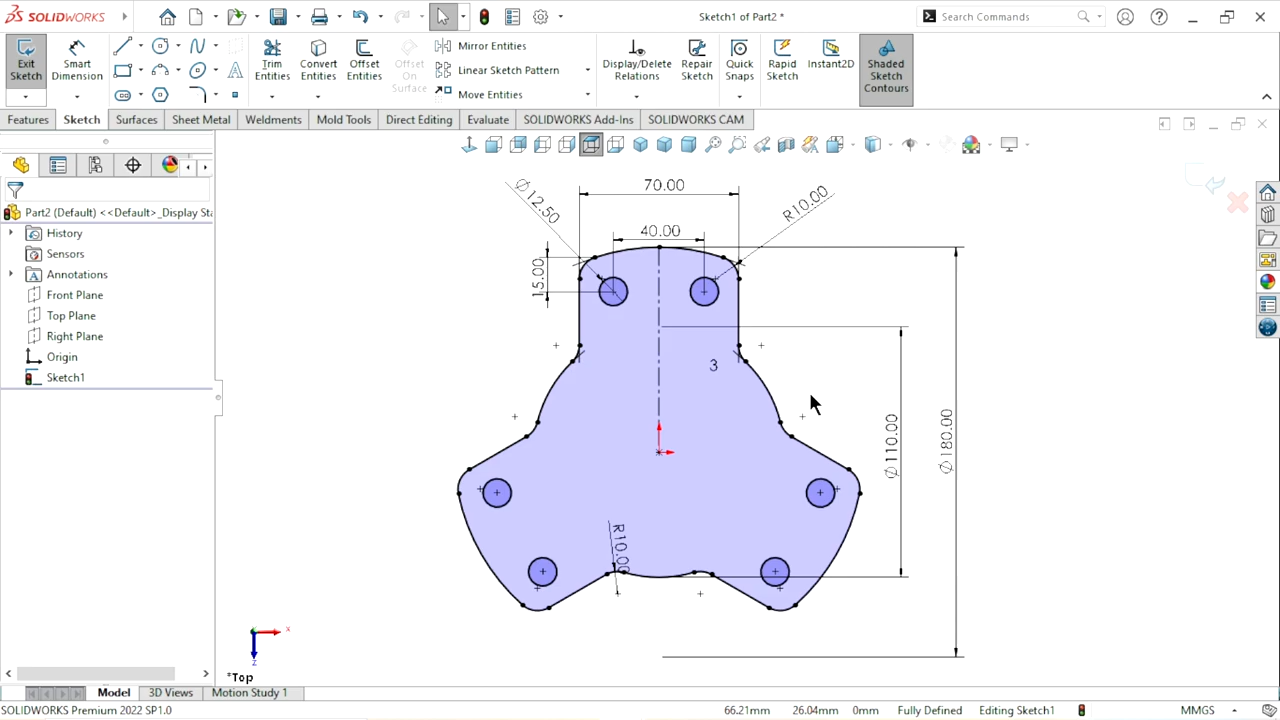 SOLIDWORKS
Sketch1 of Part2 *
Search Commands
Exit Sketch
Smart Dimension
Trim Entities
Convert Entities
Offset Entities
Offset On Surface
Mirror Entities
Linear Sketch Pattern
Move Entities
Display/Delete Relations
Repair Sketch
Quick Snaps
Rapid Sketch
Instant2D
Shaded Sketch Contours
Features
Sketch
Surfaces
Sheet Metal
Weldments
Mold Tools
Direct Editing
Evaluate
SOLIDWORKS Add-Ins
SOLIDWORKS CAM
Part2 (Default) <<Default>_Display Sta
History
Sensors
Annotations
Front Plane
Top Plane
Right Plane
Origin
Sketch1
Ø12.50
70.00
R10.00
40.00
15.00
3
Ø110.00
Ø180.00
R10.00
x
z
*Top
Model
3D Views
Motion Study 1
SOLIDWORKS Premium 2022 SP1.0
66.21mm
26.04mm
0mm
Fully Defined
Editing Sketch1
MMGS